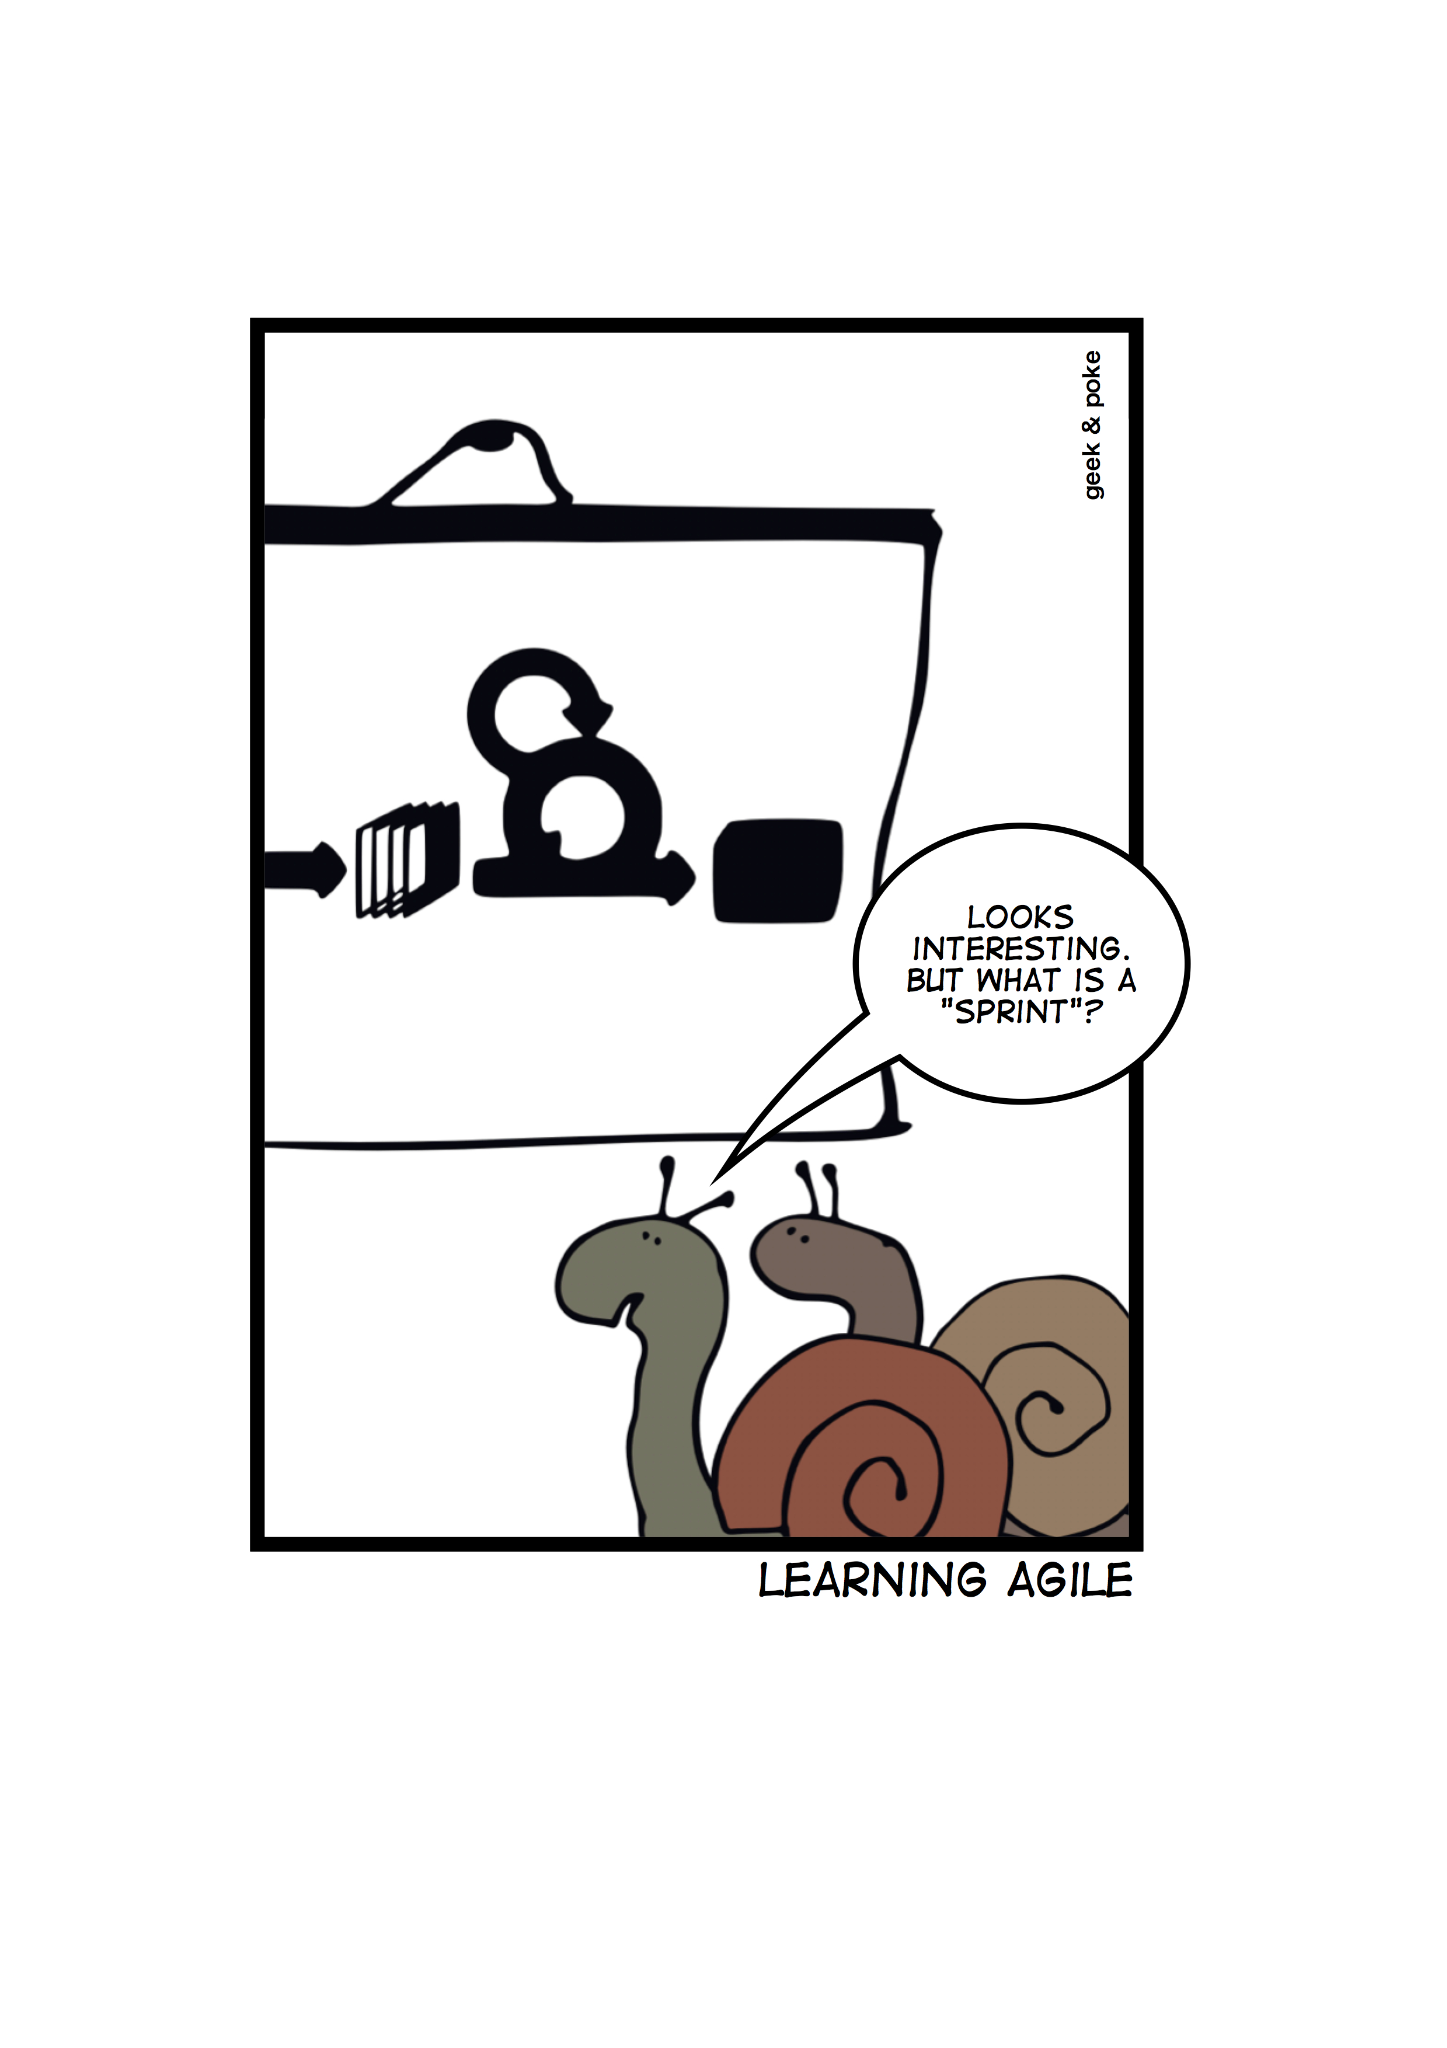 geek & poke
LOOKS
INTERESTING.
BUT WHAT IS A
"SPRINT"?
LEARNING AGILE